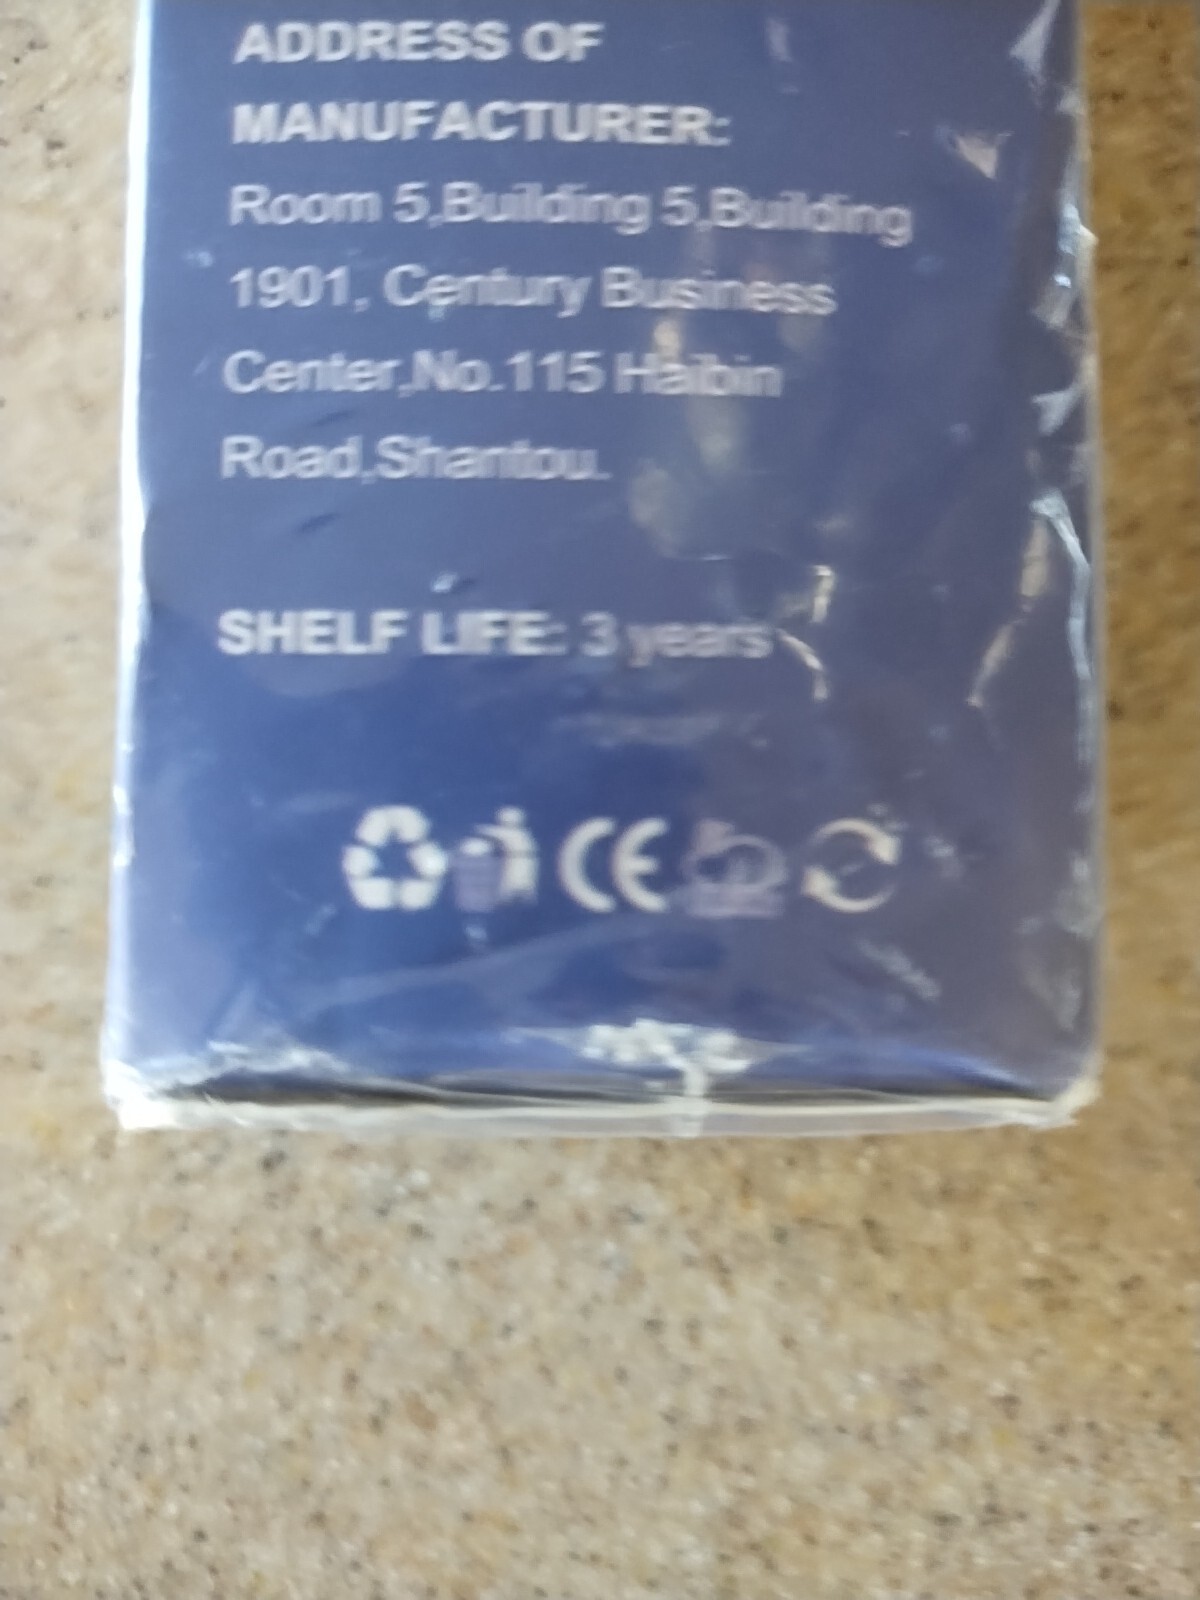 ADDRESS OF
MANUFACTURER:
Room 5,Building 5,Building
1901, Century Business
Center,No.115 Haibin
Road,Shantou.
SHELF LIFE: 3 years
CE